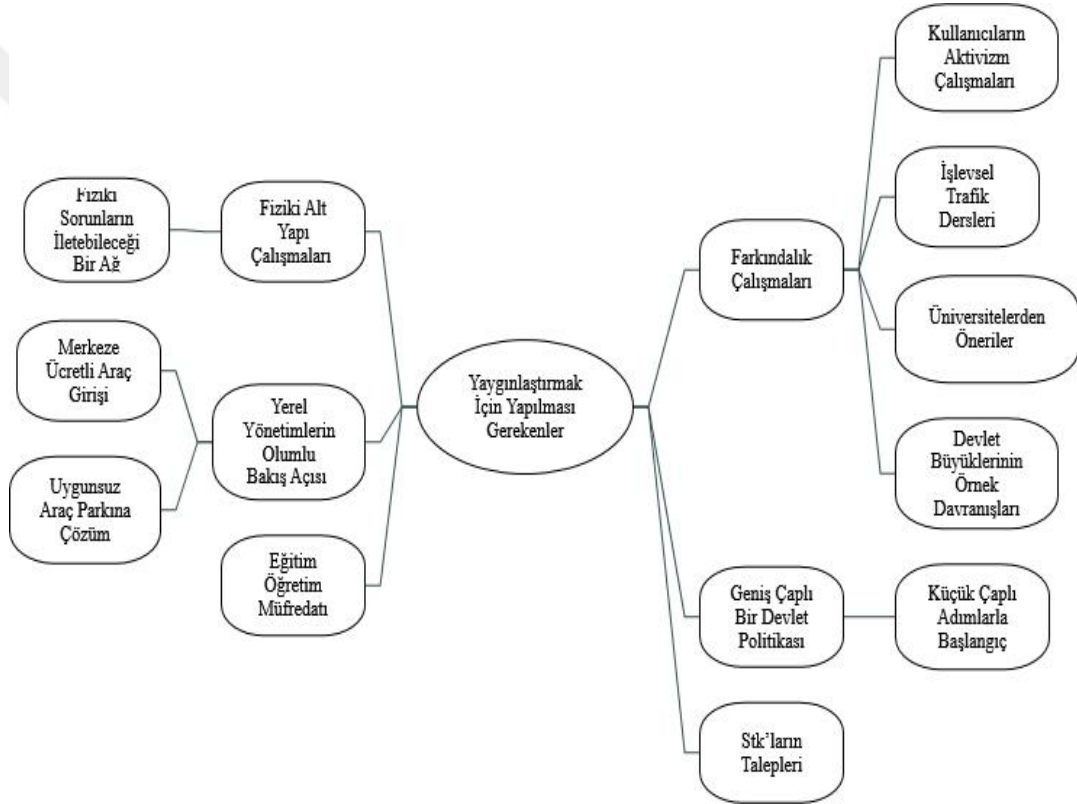 Kullanıcıların
Aktivizm
Çalışmaları
İşlevsel
Trafik
Dersleri
Fiziki
Sorunların
İletebileceği
Bir Ağ
Fiziki Alt
Yapı
Çalışmaları
Farkındalık
Çalışmaları
Üniversitelerden
Öneriler
Merkeze
Ücretli Araç
Girişi
Yaygınlaştırmak
İçin Yapılması
Gerekenler
Yerel
Yönetimlerin
Olumlu
Bakış Açısı
Devlet
Büyüklerinin
Örnek
Davranışları
Uygunsuz
Araç Parkına
Çözüm
Eğitim
Öğretim
Müfredatı
Geniş Çaplı
Bir Devlet
Politikası
Küçük Çaplı
Adımlarla
Başlangıç
Stk’ların
Talepleri